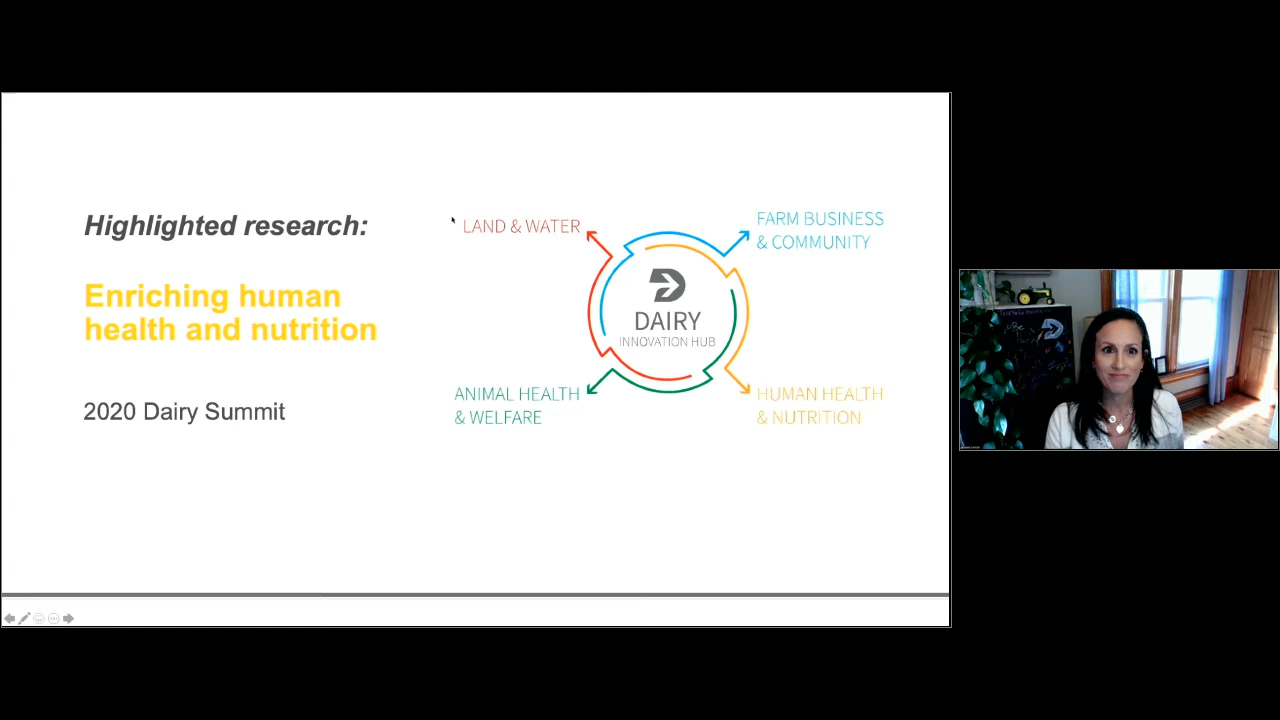 Highlighted research:
Enriching human
health and nutrition
2020 Dairy Summit
LAND & WATER
FARM BUSINESS
& COMMUNITY
DAIRY
INNOVATION HUB
ANIMAL HEALTH
& WELFARE
HUMAN HEALTH
& NUTRITION